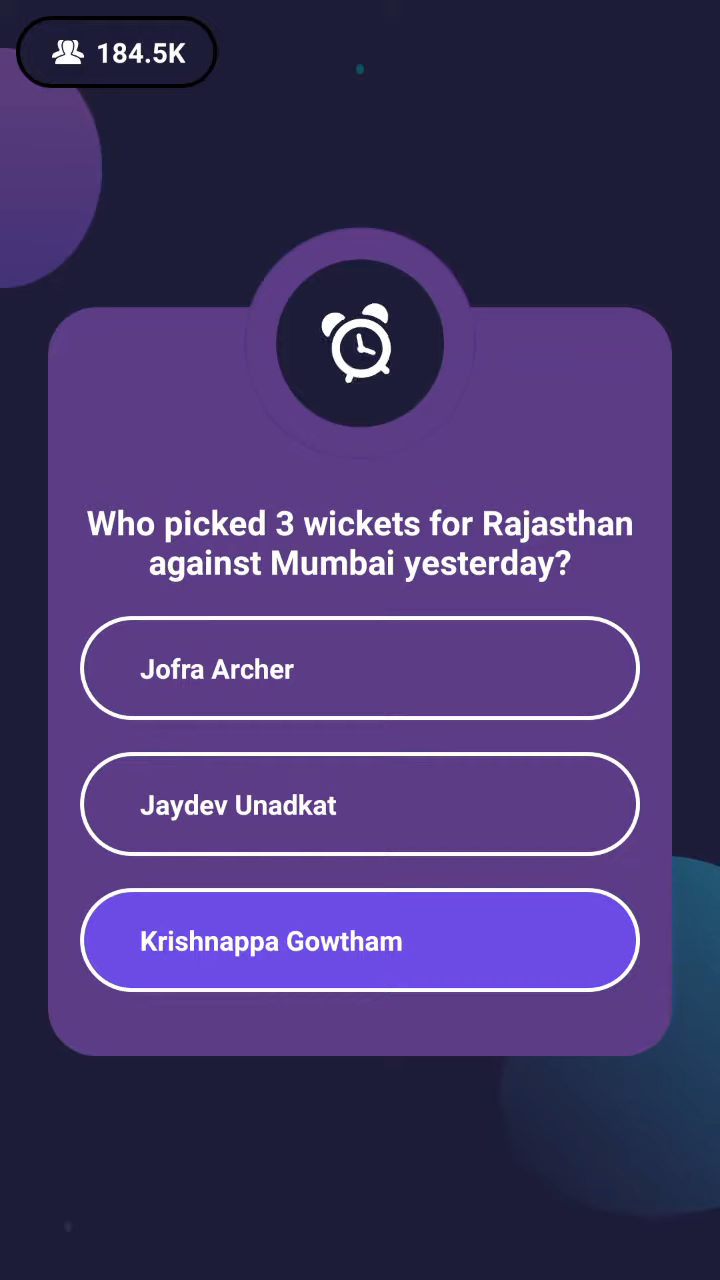 184.5K
Who picked 3 wickets for Rajasthan
against Mumbai yesterday?
Jofra Archer
Jaydev Unadkat
Krishnappa Gowtham